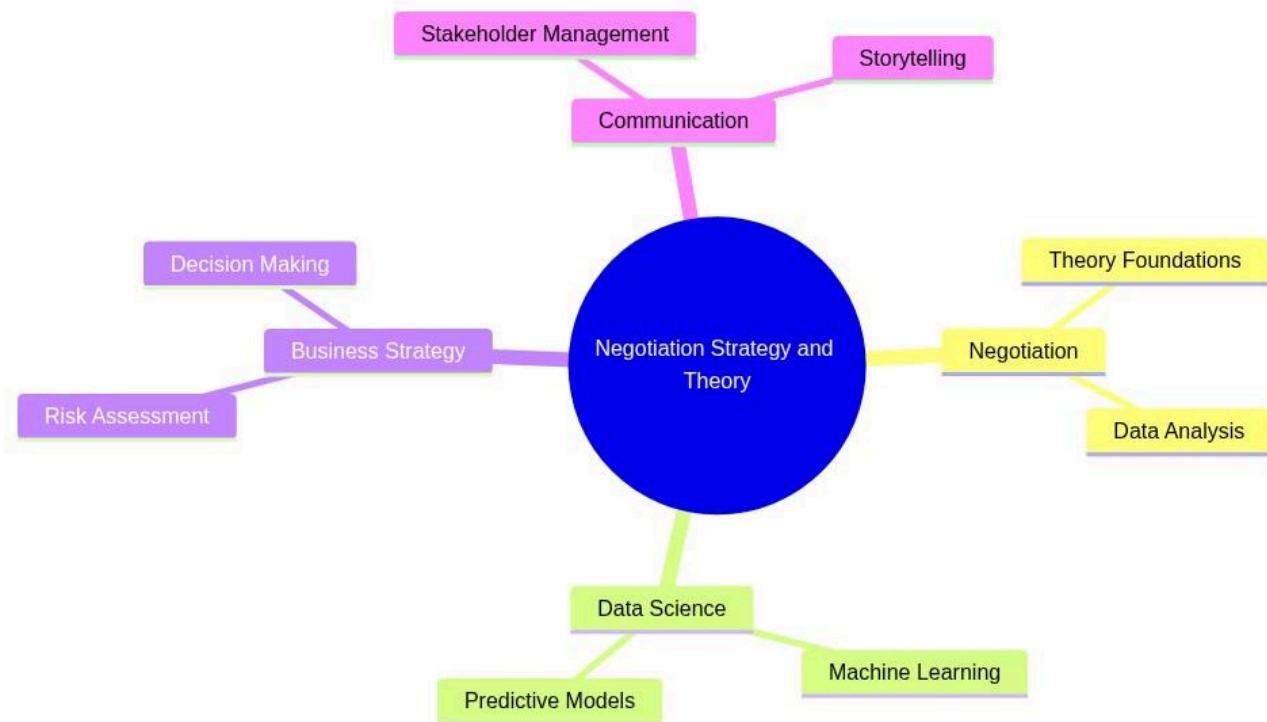 Stakeholder Management
Storytelling
Communication
Decision Making
Theory Foundations
Business Strategy
Negotiation Strategy and
Theory
Negotiation
Risk Assessment
Data Analysis
Data Science
Machine Learning
Predictive Models